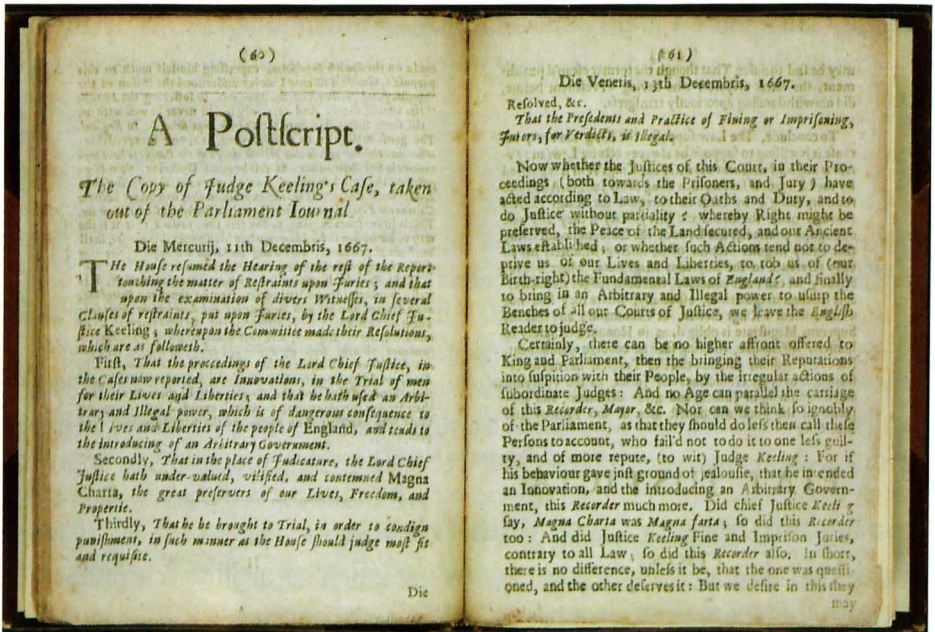 (60)
A Poſtſcript.
The Copy of Judge Keeling's Caſe, taken
out of the Parliament Iournal
Die Mercurij, 11th Decembris, 1667.
THe Houſe reſumed the Hearing of the reſt of the Report
touching the matter of Reſtraints upon Juries; and that
upon the examination of divers Witneſſes, in ſeveral
Clauſes of reſtraints, put upon Juries, by the Lord Chief Ju-
ſtice Keeling; whereupon the Committee made their Reſolutions,
which are as followeth.
Firſt, That the proceedings of the Lord Chief Juſtice, in
the Caſes now reported, are Innovations, in the Trial of men
for their Lives and Liberties; and that he hath uſed an Arbi-
trary and Illegal power, which is of dangerous conſequence to
the Lives and Liberties of the people of England, and tends to
the introducing of an Arbitrary Government.
Secondly, That in the place of Judicature, the Lord Chief
Juſtice hath under-valued, vilified, and contemned Magna
Charta, the great preſervers of our Lives, Freedom, and
Propertie.
Thirdly, That he be brought to Trial, in order to condign
puniſhment, in ſuch manner as the Houſe ſhould judge moſt fit
and requiſite.
Die
(61)
Die Veneris, 13th Decembris, 1667.
Reſolved, &c.
That the Preſedents and Practice of Fining or Impriſoning,
Jurors, for Verdicts, is Illegal.
Now whether the Juſtices of this Court, in their Pro-
ceedings (both towards the Priſoners, and Jury) have
acted according to Law, to their Oaths and Duty, and to
do Juſtice without partiality; whereby Right might be
preſerved, the Peace of the Land ſecured, and our Ancient
Laws eſtabliſhed; or whether ſuch Actions tend not to de-
prive us of our Lives and Liberties, to rob us of (our
Birth-right) the Fundamental Laws of England; and finally
to bring in an Arbitrary and Illegal power to uſurp the
Benches of all our Courts of Juſtice, we leave the Engliſh
Reader to judge.
Certainly, there can be no higher affront offered to
King and Parliament, then the bringing their Reputations
into ſuſpition with their People, by the irregular actions of
ſubordinate Judges: And no Age can parallel the carriage
of this Recorder, Mayor, &c. Nor can we think ſo ignobly
of the Parliament, as that they ſhould do leſs then call theſe
Perſons to account, who fail'd not to do it to one leſs guil-
ty, and of more repute, (to wit) Judge Keeling: For if
his behaviour gave juſt ground of jealouſie, that he intended
an Innovation, and the introducing an Arbitrary Govern-
ment, this Recorder much more. Did chief Juſtice Keeling
ſay, Magna Charta was Magna farta; ſo did this Recorder
too: And did Juſtice Keeling Fine and Impriſon Juries,
contrary to all Law; ſo did this Recorder alſo. In ſhort,
there is no difference, unleſs it be, that the one was queſti-
oned, and the other deſerves it: But we deſire in this they
may